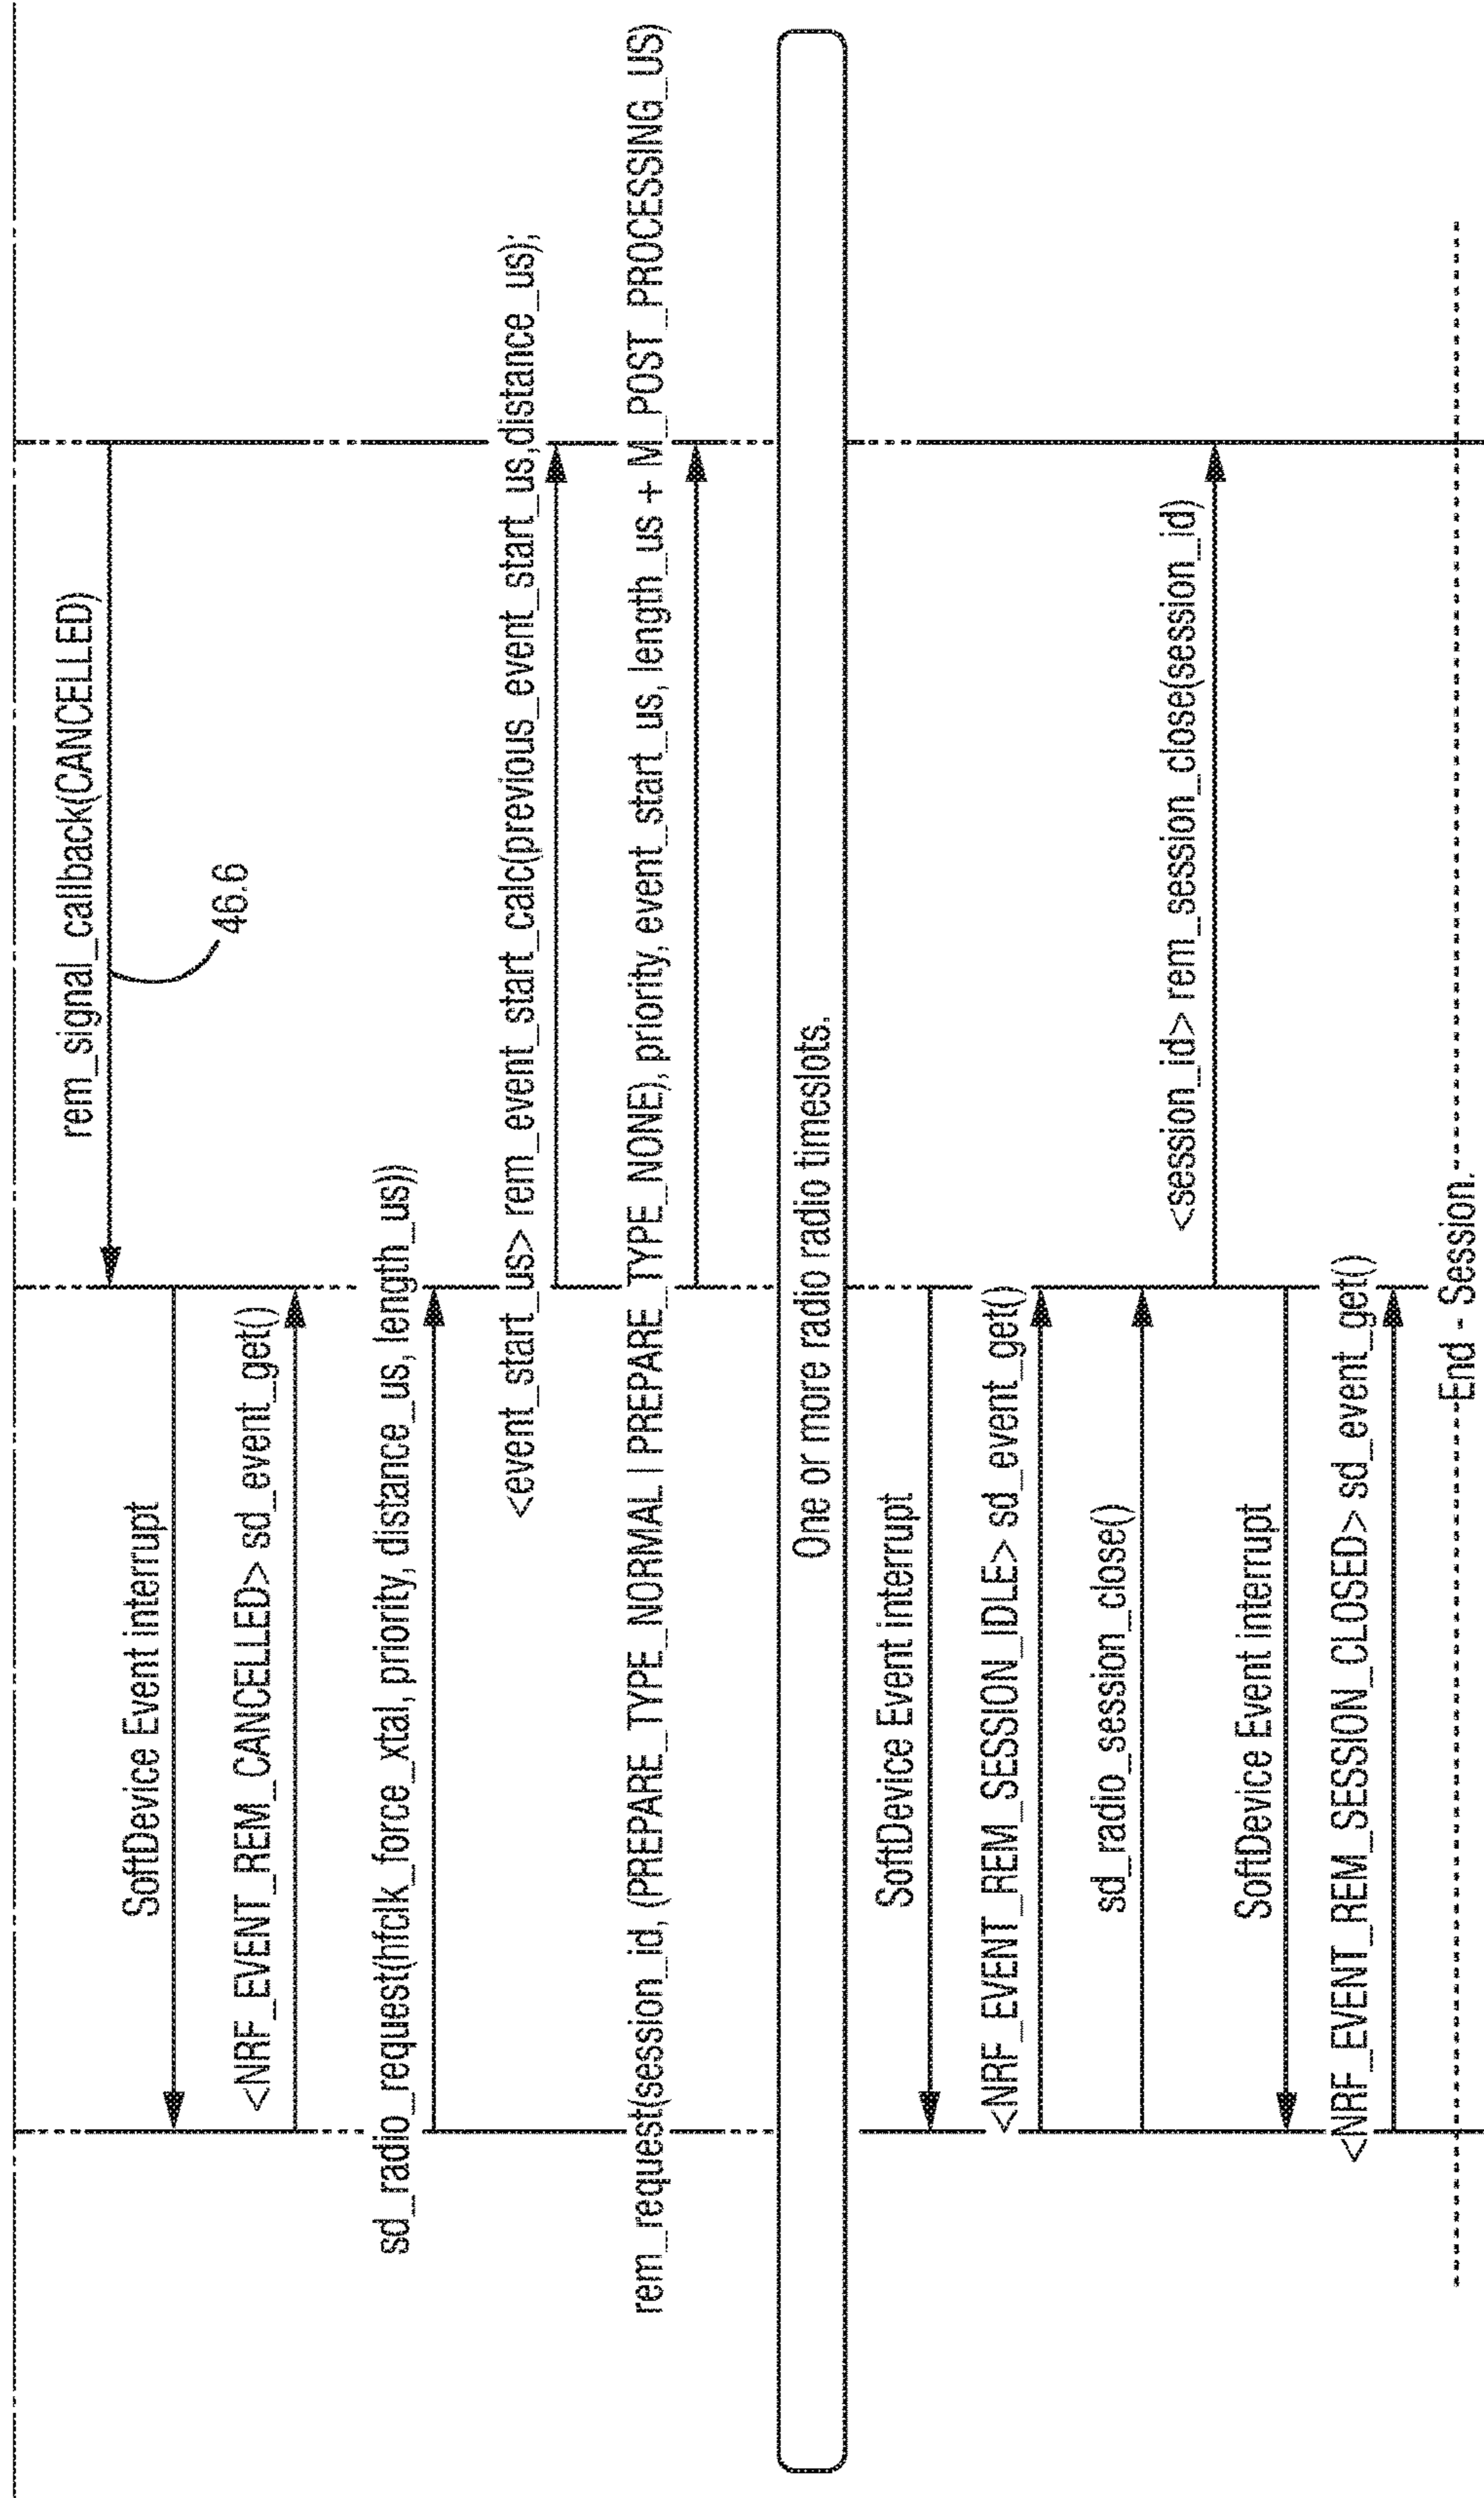 rem_signal_callback(CANCELLED)
46.6
SoftDevice Event interrupt
<NRF_EVENT_REM_CANCELLED> sd_event_get()
sd_radio_request(hfclk_force_xtal, priority, distance_us, length_us))
<event_start_us> rem_event_start_calc(previous_event_start_us,distance_us);
rem_request(session_id, (PREPARE_TYPE_NORMAL | PREPARE_TYPE_NONE), priority, event_start_us, length_us + M_POST_PROCESSING_US)
One or more radio radio timeslots.
SoftDevice Event interrupt
<NRF_EVENT_REM_SESSION_IDLE> sd_event_get()
sd_radio_session_close()
<session_id> rem_session_close(session_id)
SoftDevice Event interrupt
<NRF_EVENT_REM_SESSION_CLOSED> sd_event_get()
End - Session.